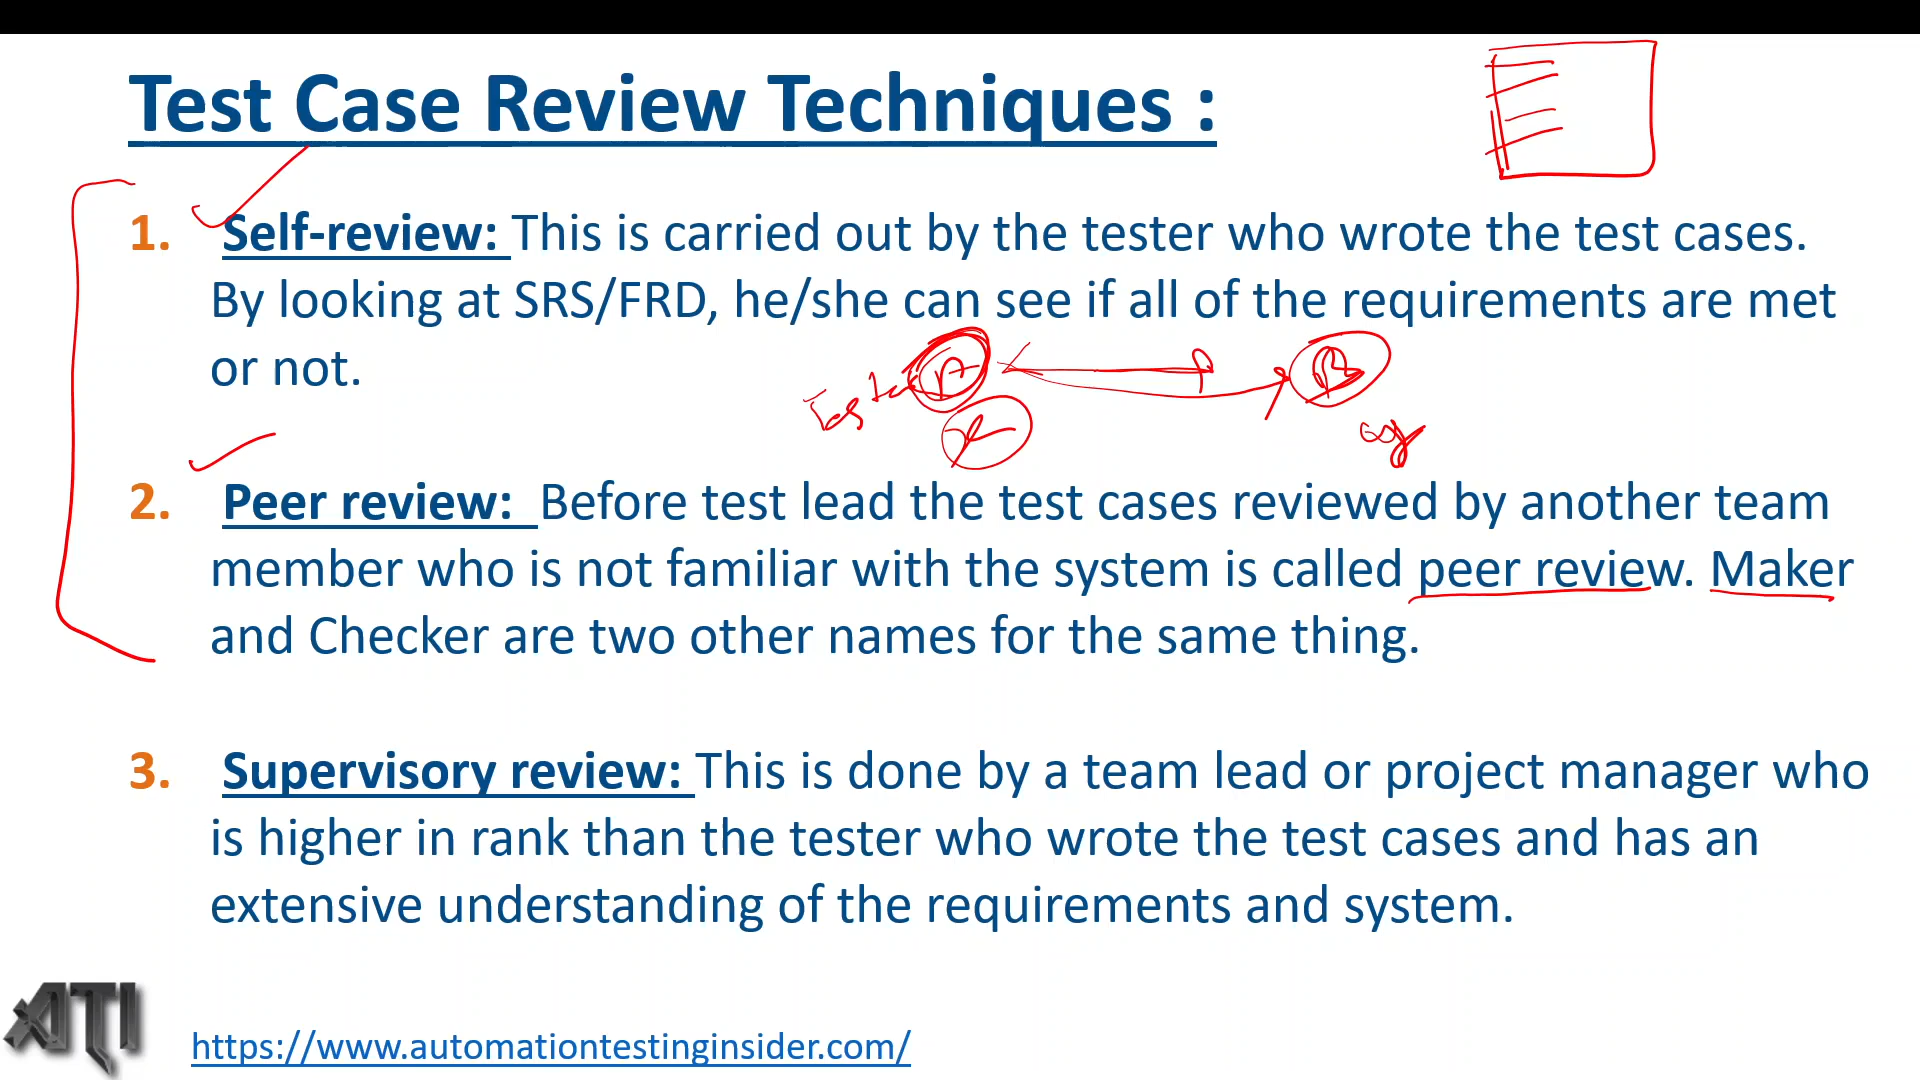 Test Case Review Techniques :
1. Self-review: This is carried out by the tester who wrote the test cases.
By looking at SRS/FRD, he/she can see if all of the requirements are met
or not.
Tester A B
2. Peer review: Before test lead the test cases reviewed by another team
member who is not familiar with the system is called peer review. Maker
and Checker are two other names for the same thing.
3. Supervisory review: This is done by a team lead or project manager who
is higher in rank than the tester who wrote the test cases and has an
extensive understanding of the requirements and system.
ATI
https://www.automationtestinginsider.com/